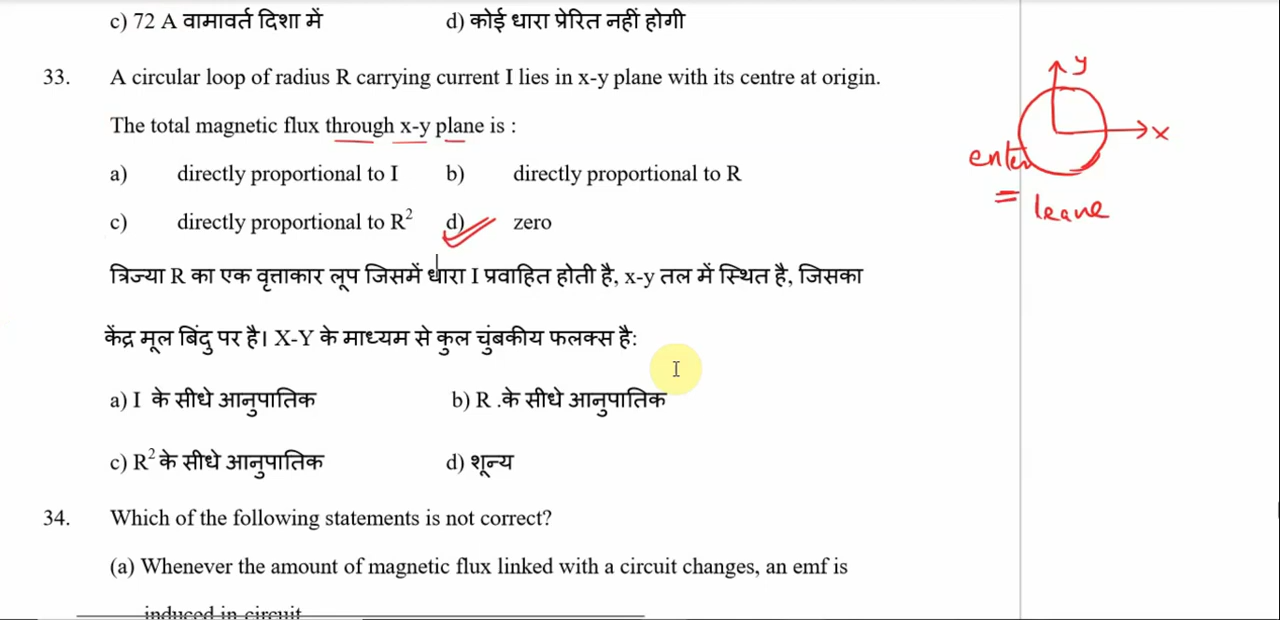 c) 72 A वामावर्त दिशा में d) कोई धारा प्रेरित नहीं होगी
33. A circular loop of radius R carrying current I lies in x-y plane with its centre at origin.
The total magnetic flux through x-y plane is :
a) directly proportional to I b) directly proportional to R
c) directly proportional to R² d) zero
y
x
enter
= leave
त्रिज्या R का एक वृत्ताकार लूप जिसमें धारा I प्रवाहित होती है, x-y तल में स्थित है, जिसका
केंद्र मूल बिंदु पर है। X-Y के माध्यम से कुल चुंबकीय फलक्स है:
a) I के सीधे आनुपातिक b) R .के सीधे आनुपातिक
c) R² के सीधे आनुपातिक d) शून्य
34. Which of the following statements is not correct?
(a) Whenever the amount of magnetic flux linked with a circuit changes, an emf is
induced in circuit